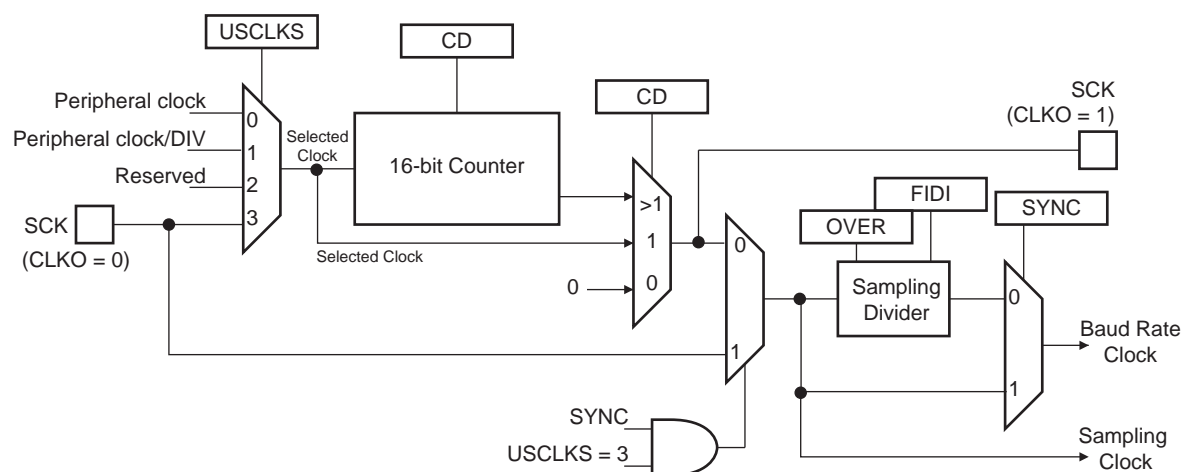 USCLKS
CD
CD
SCK
(CLKO = 1)
Peripheral clock
0
Peripheral clock/DIV
1
Reserved
2
3
SCK
(CLKO = 0)
Selected
Clock
16-bit Counter
Selected Clock
>1
1
0
0
0
1
FIDI
OVER
SYNC
Sampling
Divider
0
1
Baud Rate
Clock
SYNC
USCLKS = 3
Sampling
Clock